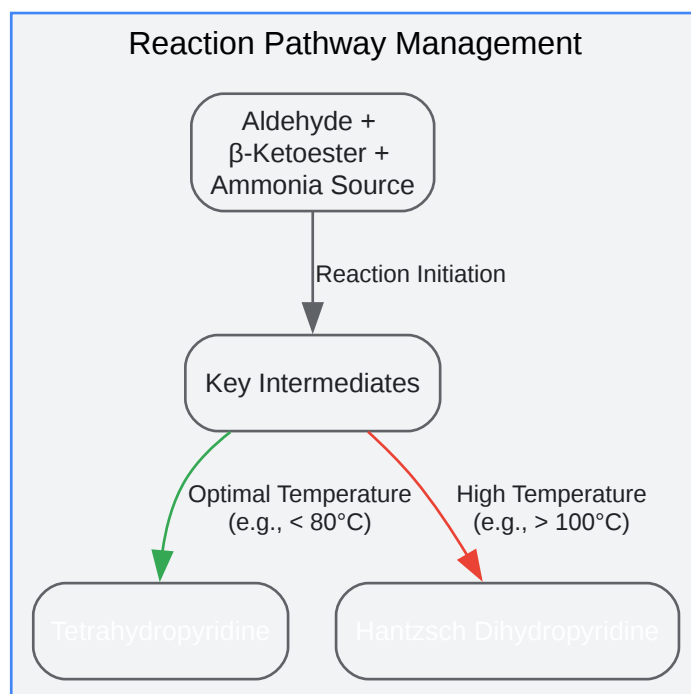 Reaction Pathway Management
Aldehyde +
β-Ketoester +
Ammonia Source
Reaction Initiation
Key Intermediates
Optimal Temperature
(e.g., < 80°C)
High Temperature
(e.g., > 100°C)
Tetrahydropyridine
Hantzsch Dihydropyridine